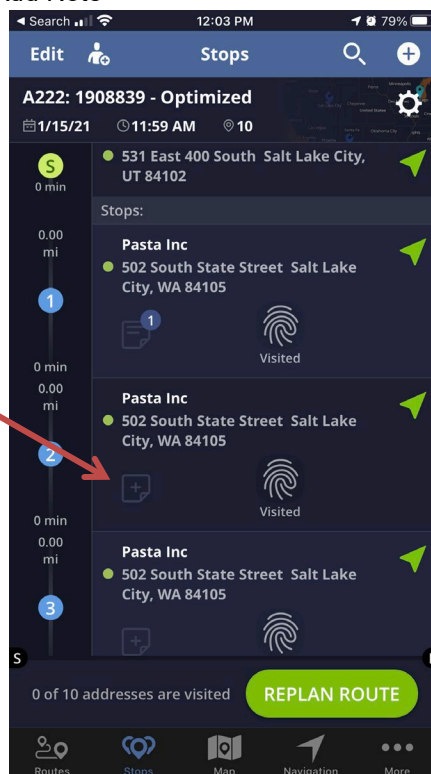 Search
12:03 PM
79%
Edit
Stops
A222: 1908839 - Optimized
1/15/21
11:59 AM
10
S
0 min
531 East 400 South Salt Lake City,
UT 84102
Stops:
0.00
mi
1
0 min
Pasta Inc
502 South State Street Salt Lake
City, WA 84105
1
Visited
0.00
mi
2
0 min
Pasta Inc
502 South State Street Salt Lake
City, WA 84105
Visited
0.00
mi
3
Pasta Inc
502 South State Street Salt Lake
City, WA 84105
S
0 of 10 addresses are visited
REPLAN ROUTE
Routes
Stops
Map
Navigation
More